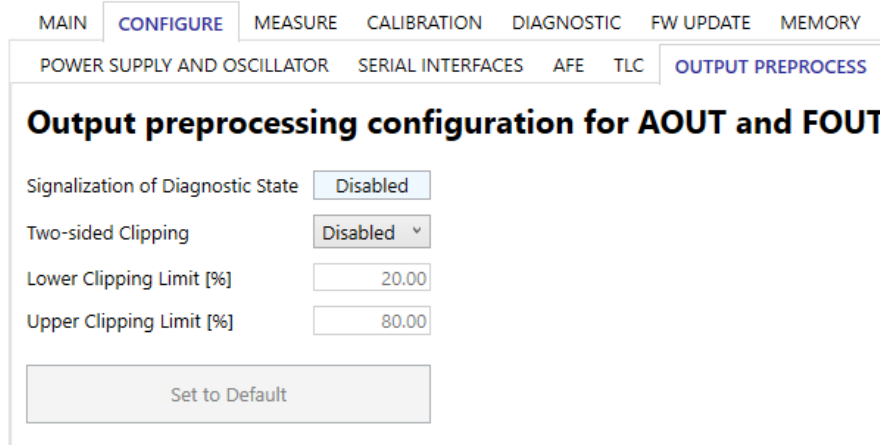 MAIN CONFIGURE MEASURE CALIBRATION DIAGNOSTIC FW UPDATE MEMORY
POWER SUPPLY AND OSCILLATOR SERIAL INTERFACES AFE TLC OUTPUT PREPROCESS
Output preprocessing configuration for AOUT and FOUT
Signalization of Diagnostic State Disabled
Two-sided Clipping Disabled
Lower Clipping Limit [%] 20.00
Upper Clipping Limit [%] 80.00
Set to Default